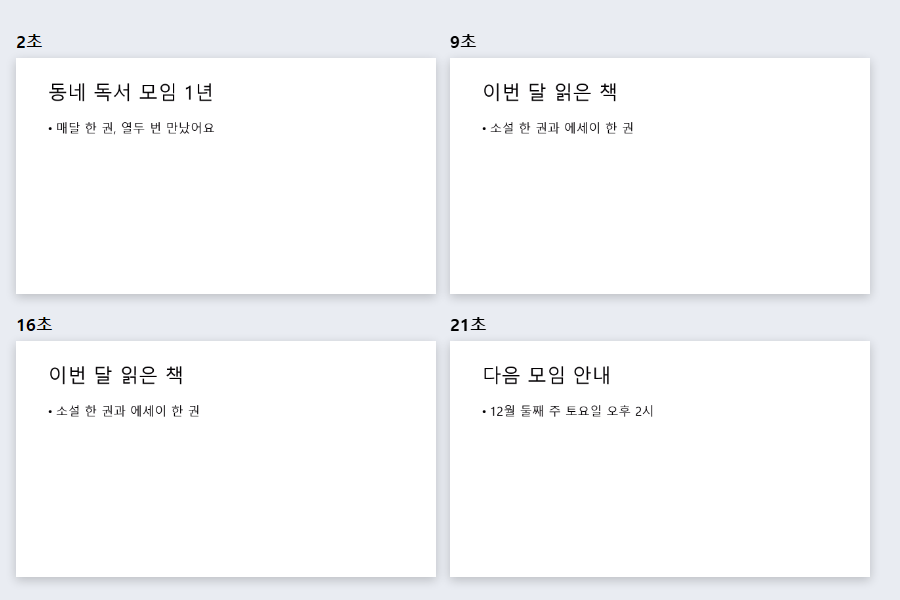 2초
동네 독서 모임 1년
• 매달 한 권, 열두 번 만났어요
9초
이번 달 읽은 책
• 소설 한 권과 에세이 한 권
16초
이번 달 읽은 책
• 소설 한 권과 에세이 한 권
21초
다음 모임 안내
• 12월 둘째 주 토요일 오후 2시